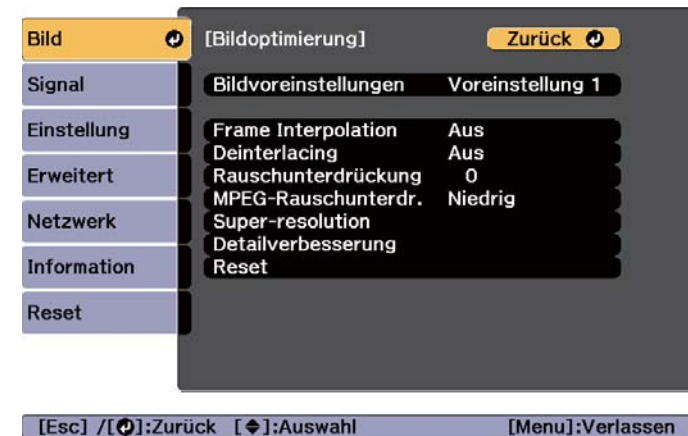 Bild
Signal
Einstellung
Erweitert
Netzwerk
Information
Reset
[Bildoptimierung] Zurück
Bildvoreinstellungen Voreinstellung 1
Frame Interpolation Aus
Deinterlacing Aus
Rauschunterdrückung 0
MPEG-Rauschunterdr. Niedrig
Super-resolution
Detailverbesserung
Reset
[Esc] /[ ]:Zurück [ ]:Auswahl [Menu]:Verlassen